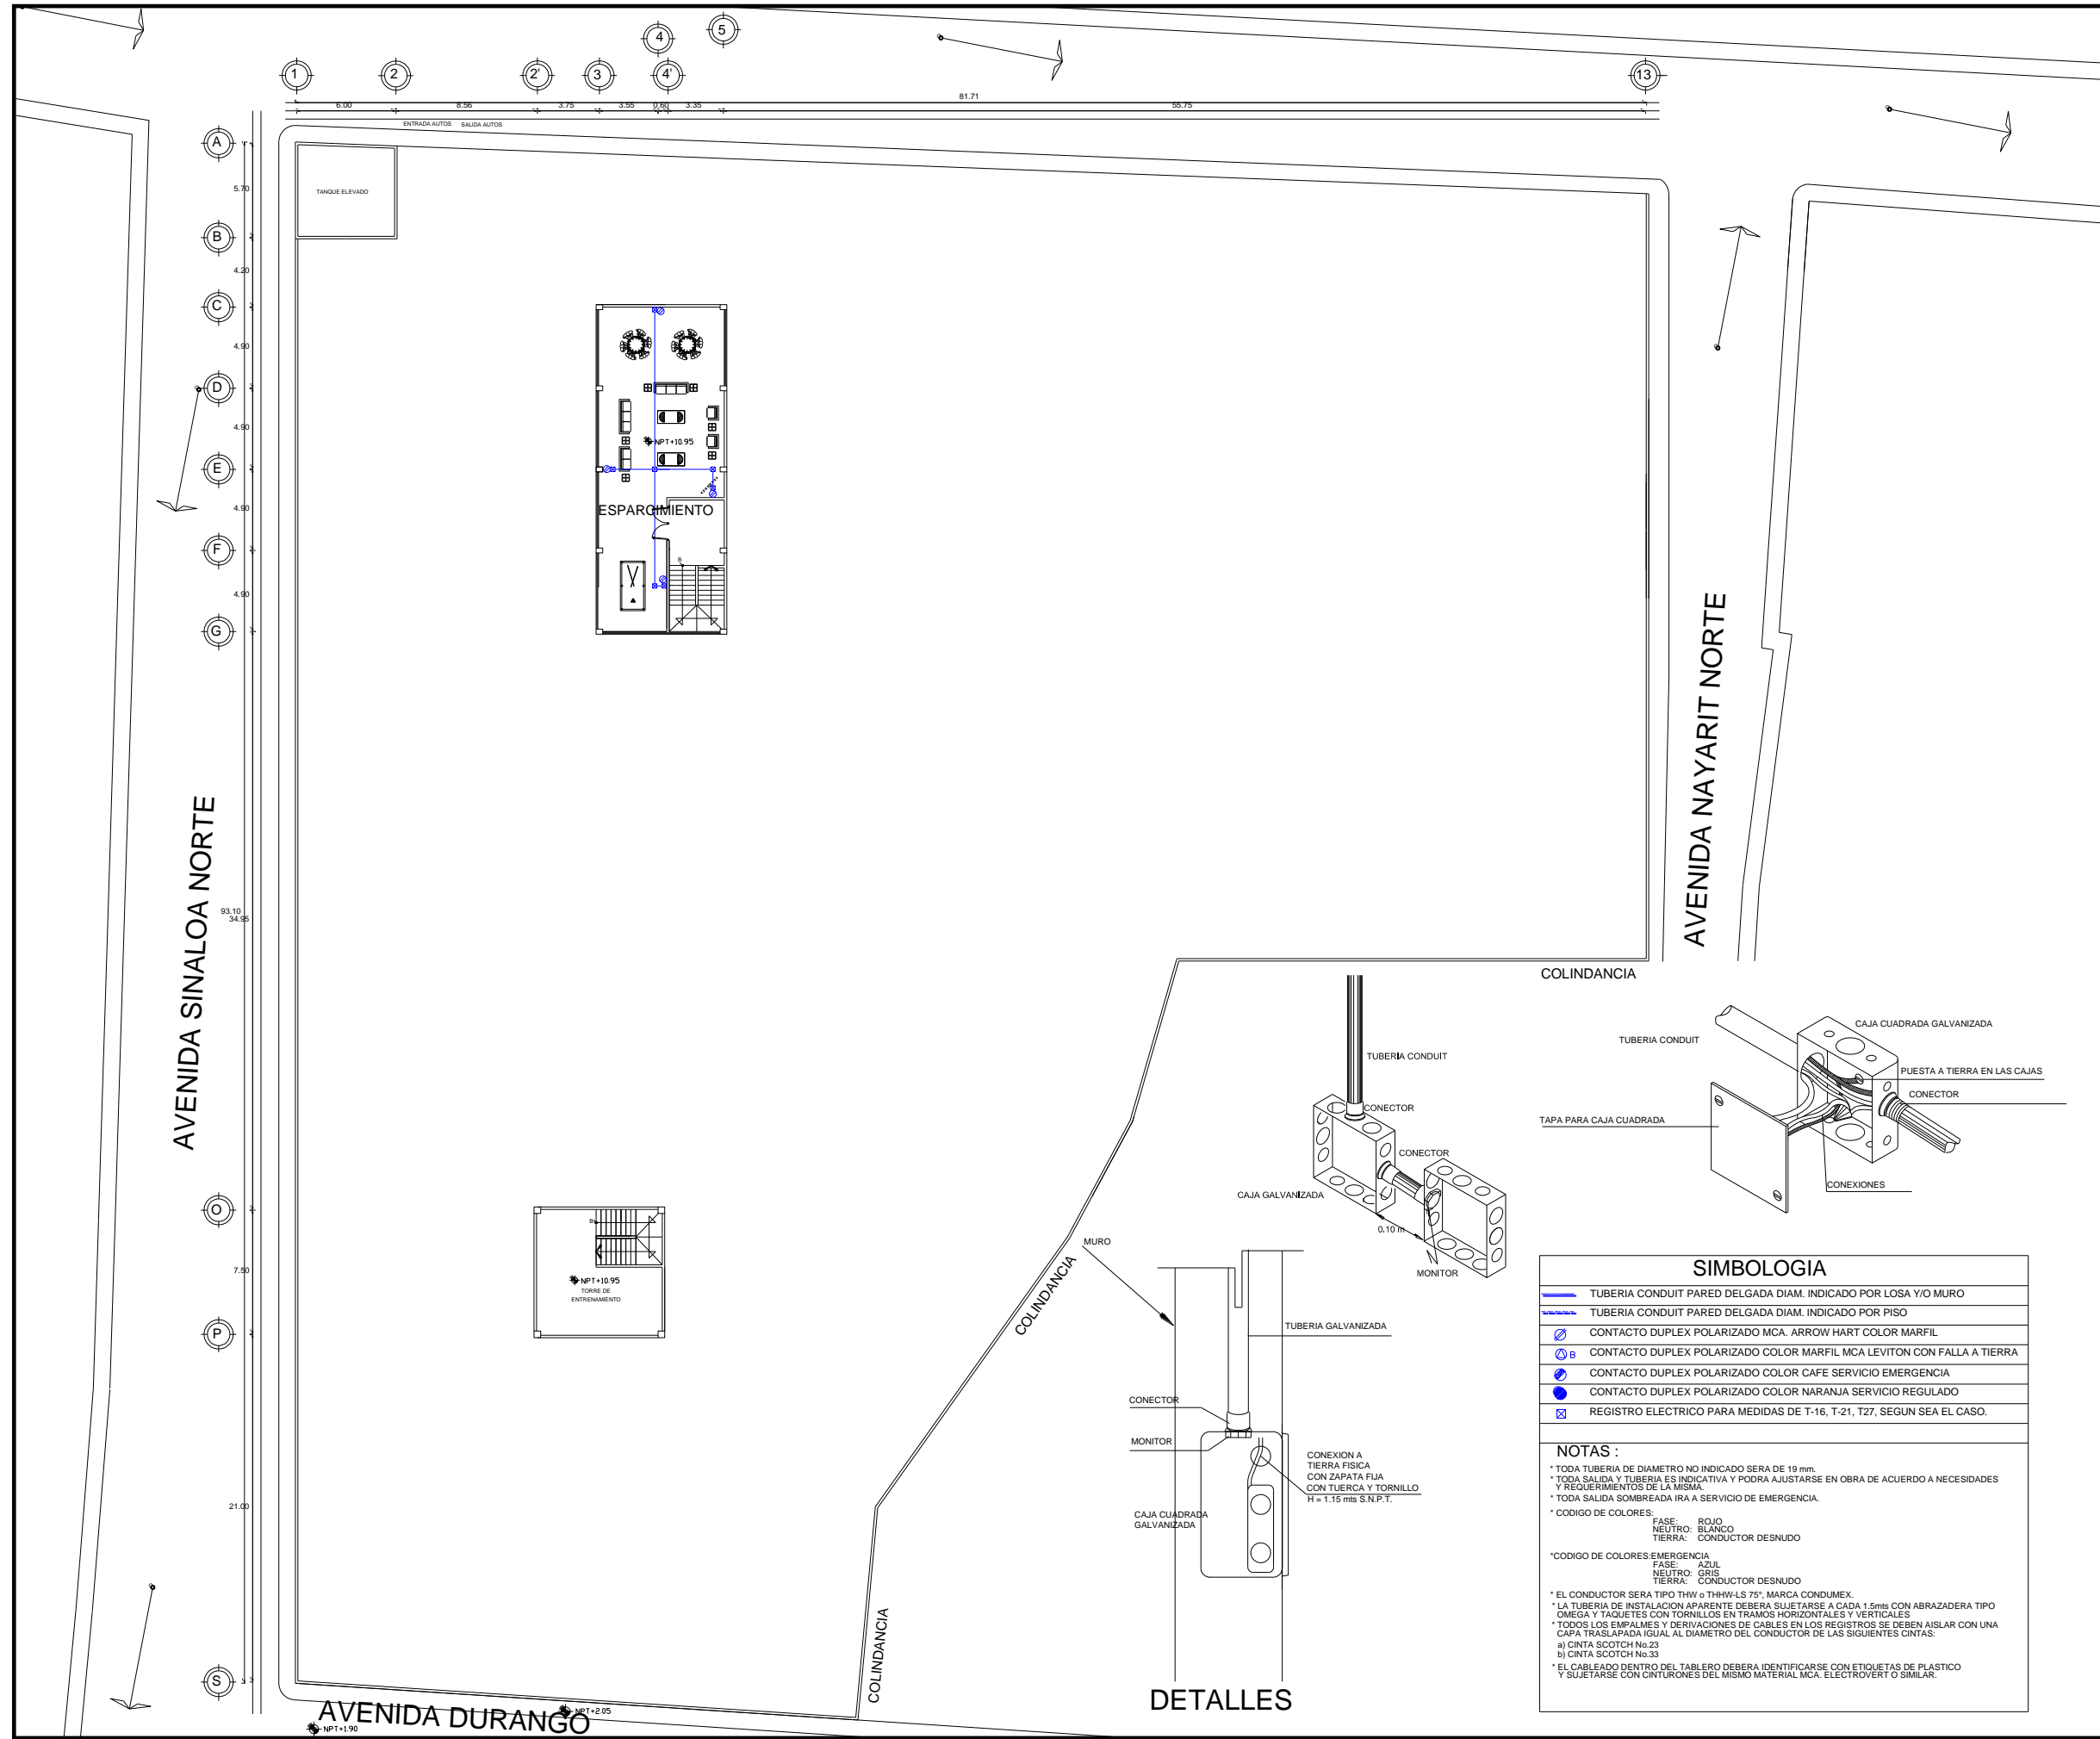 4
5
1
2
2'
3
4'
13
81.71
6.00
8.56
3.75
3.55
0.60
3.35
55.75
ENTRADA AUTOS
SALIDA AUTOS
A
5.70
TANQUE ELEVADO
B
4.20
C
4.90
D
4.90
NPT+10.95
E
4.90
ESPARCIMIENTO
F
B
4.90
G
AVENIDA SINALOA NORTE
AVENIDA NAYARIT NORTE
93.10
34.95
COLINDANCIA
O
7.50
B
NPT+10.95
TORRE DE
ENTRENAMIENTO
P
21.00
S
COLINDANCIA
COLINDANCIA
AVENIDA DURANGO
NPT+2.05
NPT+1.90
TUBERIA CONDUIT
CONECTOR
CONECTOR
CAJA GALVANIZADA
0.10 m
MONITOR
CAJA CUADRADA GALVANIZADA
TUBERIA CONDUIT
PUESTA A TIERRA EN LAS CAJAS
CONECTOR
TAPA PARA CAJA CUADRADA
CONEXIONES
MURO
TUBERIA GALVANIZADA
CONECTOR
MONITOR
CONEXION A
TIERRA FISICA
CON ZAPATA FIJA
CON TUERCA Y TORNILLO
H = 1.15 mts S.N.P.T.
CAJA CUADRADA
GALVANIZADA
DETALLES
SIMBOLOGIA
TUBERIA CONDUIT PARED DELGADA DIAM. INDICADO POR LOSA Y/O MURO
TUBERIA CONDUIT PARED DELGADA DIAM. INDICADO POR PISO
CONTACTO DUPLEX POLARIZADO MCA. ARROW HART COLOR MARFIL
B CONTACTO DUPLEX POLARIZADO COLOR MARFIL MCA LEVITON CON FALLA A TIERRA
CONTACTO DUPLEX POLARIZADO COLOR CAFE SERVICIO EMERGENCIA
CONTACTO DUPLEX POLARIZADO COLOR NARANJA SERVICIO REGULADO
REGISTRO ELECTRICO PARA MEDIDAS DE T-16, T-21, T27, SEGUN SEA EL CASO.
NOTAS :
* TODA TUBERIA DE DIAMETRO NO INDICADO SERA DE 19 mm.
* TODA SALIDA Y TUBERIA ES INDICATIVA Y PODRA AJUSTARSE EN OBRA DE ACUERDO A NECESIDADES
Y REQUERIMIENTOS DE LA MISMA.
* TODA SALIDA SOMBREADA IRA A SERVICIO DE EMERGENCIA.
* CODIGO DE COLORES:
FASE: ROJO
NEUTRO: BLANCO
TIERRA: CONDUCTOR DESNUDO
*CODIGO DE COLORES:EMERGENCIA
FASE: AZUL
NEUTRO: GRIS
TIERRA: CONDUCTOR DESNUDO
* EL CONDUCTOR SERA TIPO THW o THHW-LS 75°, MARCA CONDUMEX.
* LA TUBERIA DE INSTALACION APARENTE DEBERA SUJETARSE A CADA 1.5mts CON ABRAZADERA TIPO
OMEGA Y TAQUETES CON TORNILLOS EN TRAMOS HORIZONTALES Y VERTICALES
* TODOS LOS EMPALMES Y DERIVACIONES DE CABLES EN LOS REGISTROS SE DEBEN AISLAR CON UNA
CAPA TRASLAPADA IGUAL AL DIAMETRO DEL CONDUCTOR DE LAS SIGUIENTES CINTAS:
a) CINTA SCOTCH No.23
b) CINTA SCOTCH No.33
* EL CABLEADO DENTRO DEL TABLERO DEBERA IDENTIFICARSE CON ETIQUETAS DE PLASTICO
Y SUJETARSE CON CINTURONES DEL MISMO MATERIAL MCA. ELECTROVERT O SIMILAR.